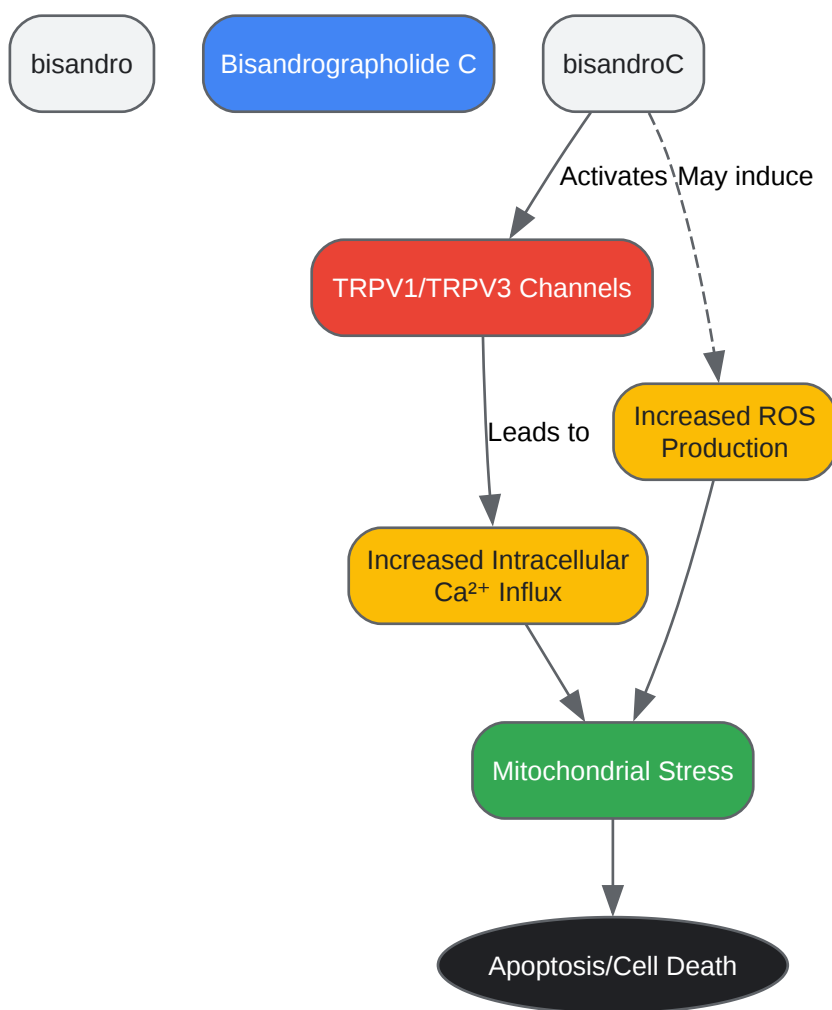 bisandro
Bisandrographolide C
bisandroC
Activates
May induce
TRPV1/TRPV3 Channels
Increased ROS
Production
Leads to
Increased Intracellular
Ca²⁺ Influx
Mitochondrial Stress
Apoptosis/Cell Death